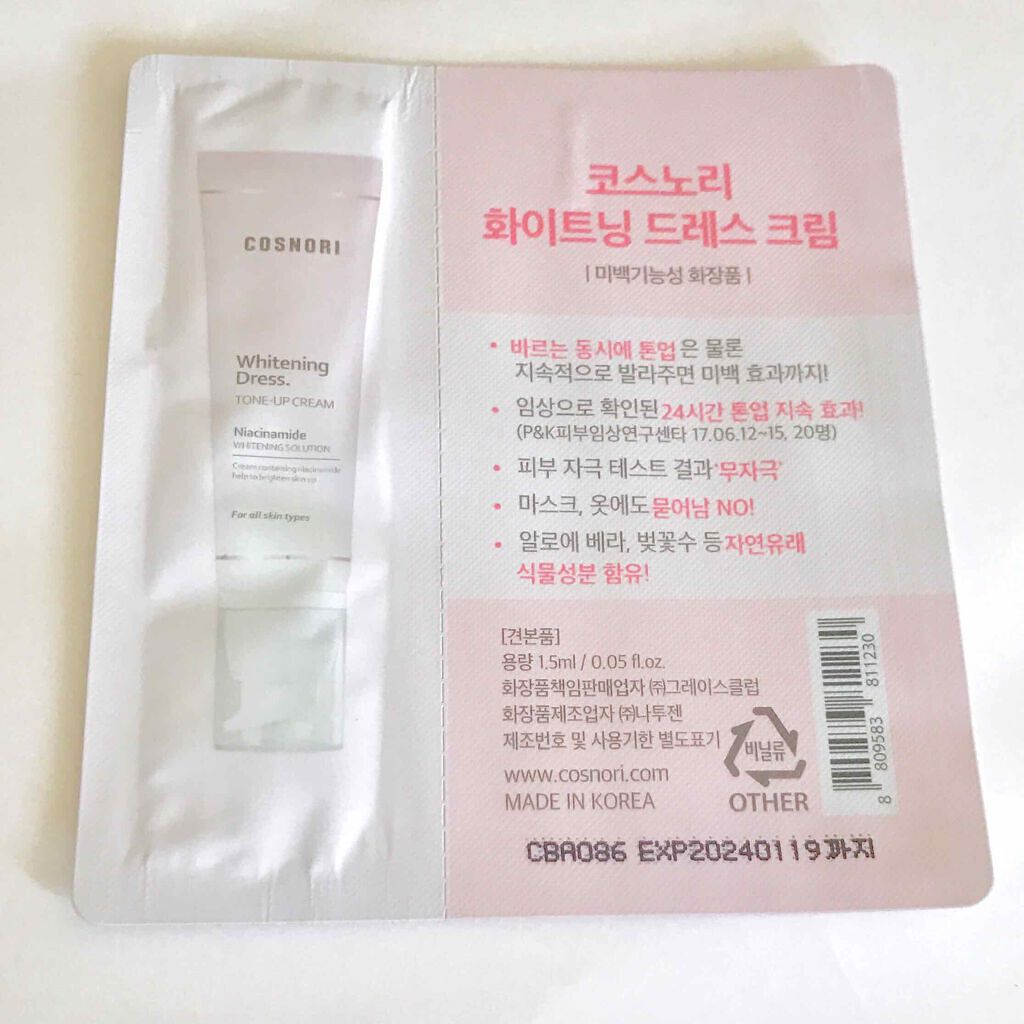 COSNORI
Whitening
Dress.
TONE-UP CREAM
Niacinamide
WHITENING SOLUTION
Cream containing niacinamide
help to brighten skin up
For all skin types
코스노리
화이트닝 드레스 크림
| 미백기능성 화장품 |
• 바르는 동시에 톤업은 물론
지속적으로 발라주면 미백 효과까지!
• 임상으로 확인된 24시간 톤업 지속 효과!
(P&K피부임상연구센타 17.06.12~15, 20명)
• 피부 자극 테스트 결과 '무자극'
• 마스크, 옷에도 묻어남 NO!
• 알로에 베라, 벚꽃수 등 자연유래
식물성분 함유!
[견본품]
용량 1.5ml / 0.05 fl.oz.
화장품책임판매업자 ㈜그레이스클럽
화장품제조업자 ㈜나투젠
제조번호 및 사용기한 별도표기
www.cosnori.com
MADE IN KOREA
비닐류
OTHER
8 809583 811230
CBA086 EXP20240119까지